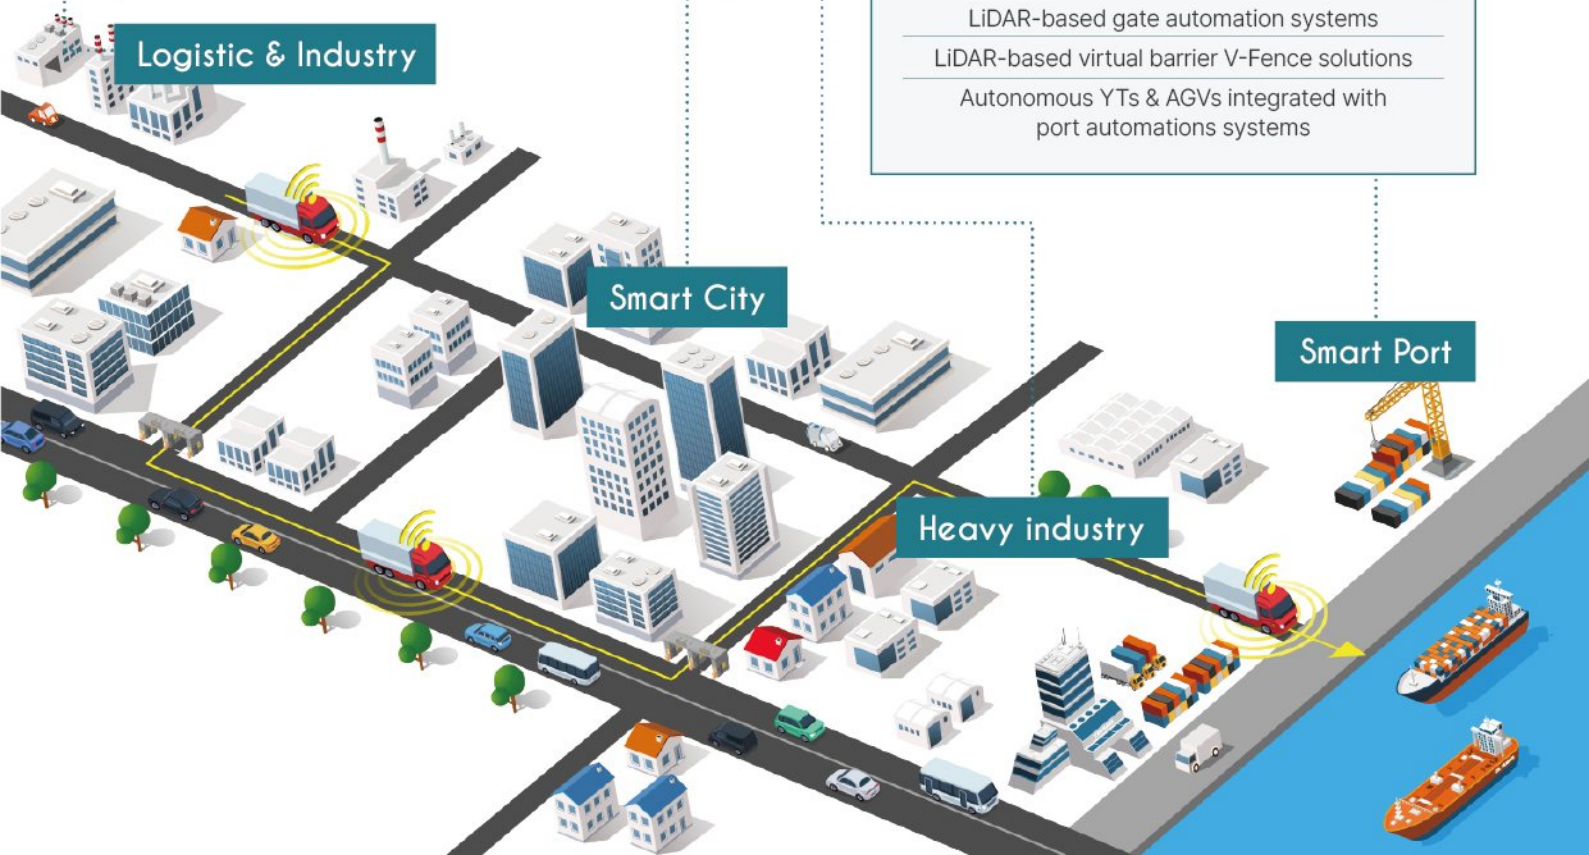 LiDAR-based gate automation systems
LiDAR-based virtual barrier V-Fence solutions
Autonomous YTs & AGVs integrated with
port automations systems
Logistic & Industry
Smart City
Smart Port
Heavy industry